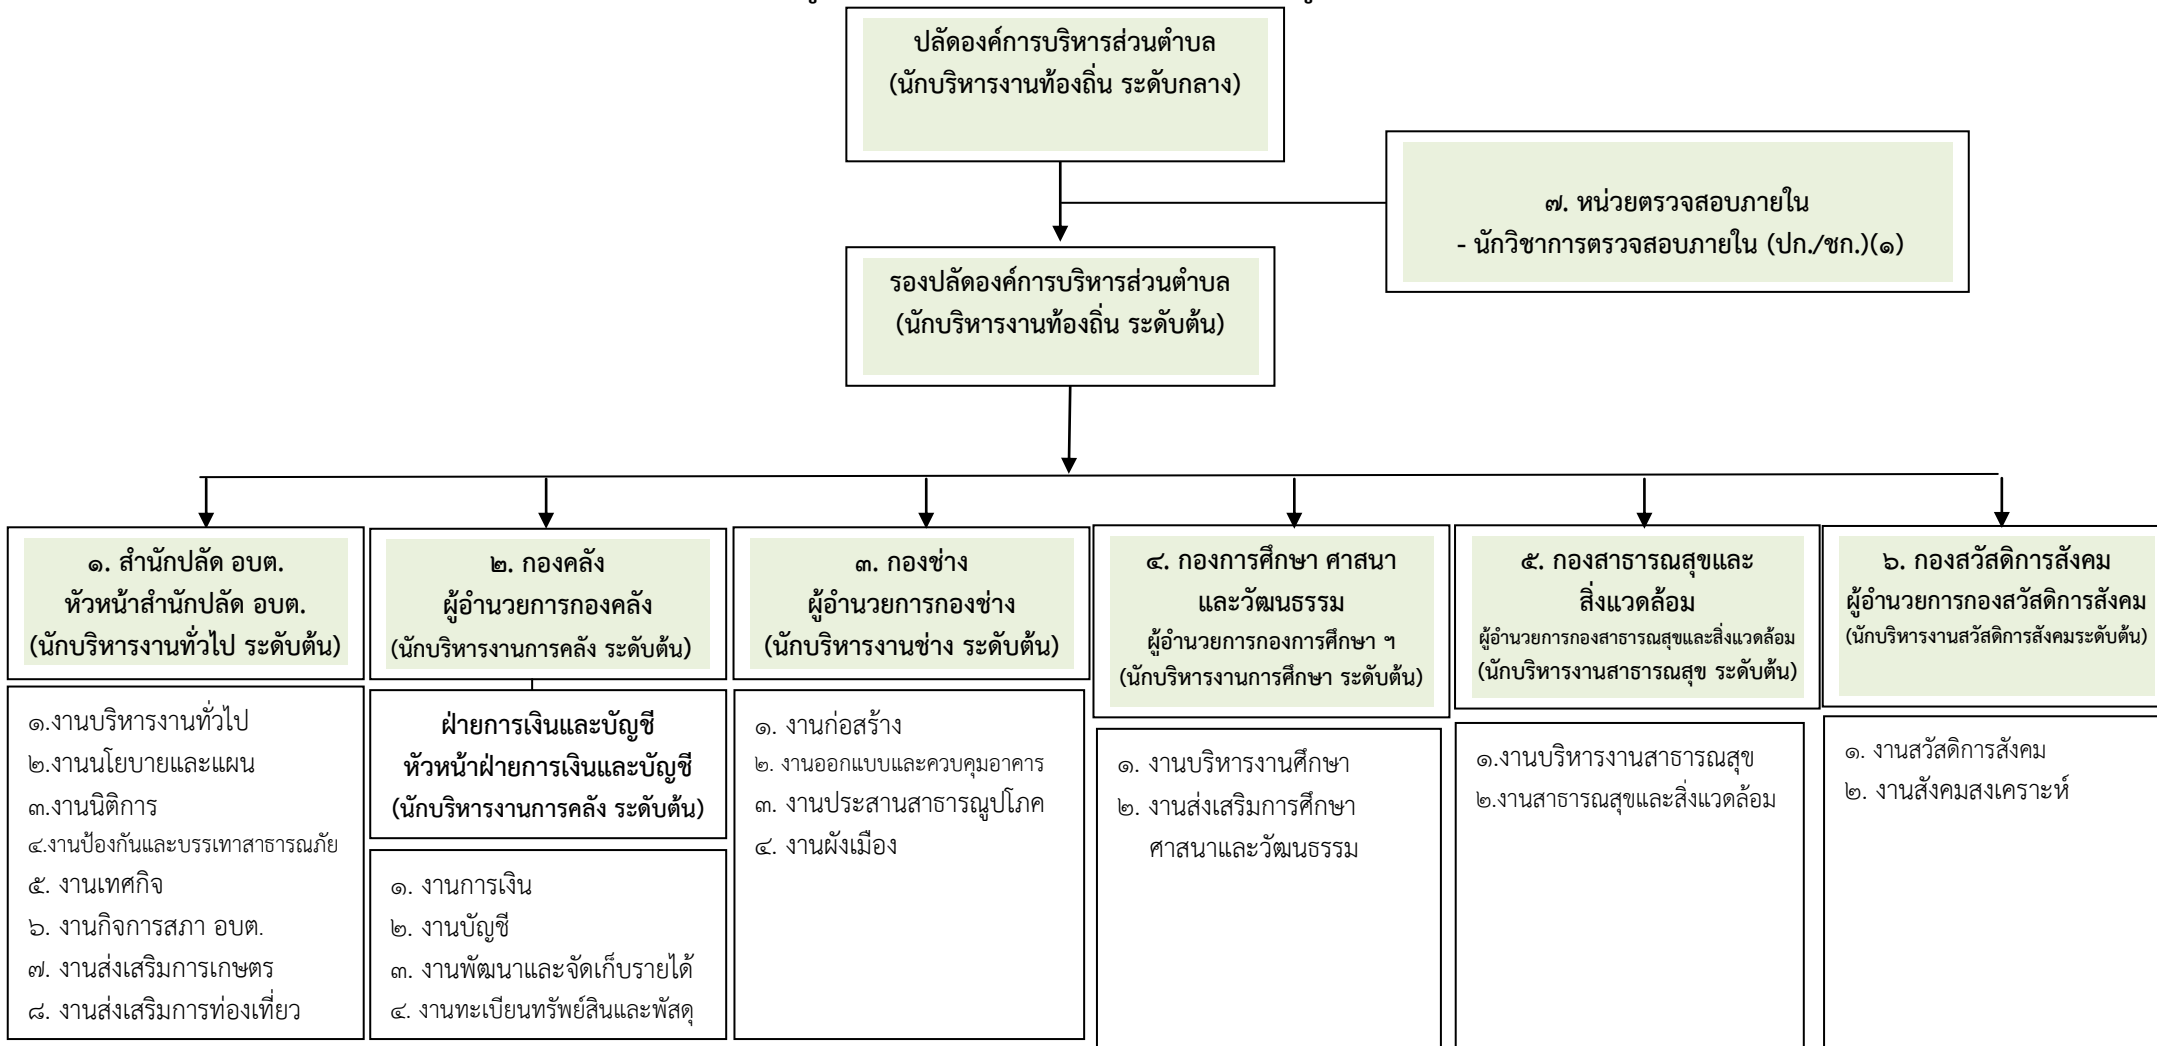 ปลัดองค์การบริหารส่วนตำบล
(นักบริหารงานท้องถิ่น ระดับกลาง)
๗. หน่วยตรวจสอบภายใน
- นักวิชาการตรวจสอบภายใน (ปก./ชก.)(๑)
รองปลัดองค์การบริหารส่วนตำบล
(นักบริหารงานท้องถิ่น ระดับต้น)
๑. สำนักปลัด อบต.
หัวหน้าสำนักปลัด อบต.
(นักบริหารงานทั่วไป ระดับต้น)
๑.งานบริหารงานทั่วไป
๒.งานนโยบายและแผน
๓.งานนิติการ
๔.งานป้องกันและบรรเทาสาธารณภัย
๕. งานเทศกิจ
๖. งานกิจการสภา อบต.
๗. งานส่งเสริมการเกษตร
๘. งานส่งเสริมการท่องเที่ยว
๒. กองคลัง
ผู้อำนวยการกองคลัง
(นักบริหารงานการคลัง ระดับต้น)
ฝ่ายการเงินและบัญชี
หัวหน้าฝ่ายการเงินและบัญชี
(นักบริหารงานการคลัง ระดับต้น)
๑. งานการเงิน
๒. งานบัญชี
๓. งานพัฒนาและจัดเก็บรายได้
๔. งานทะเบียนทรัพย์สินและพัสดุ
๓. กองช่าง
ผู้อำนวยการกองช่าง
(นักบริหารงานช่าง ระดับต้น)
๑. งานก่อสร้าง
๒. งานออกแบบและควบคุมอาคาร
๓. งานประสานสาธารณูปโภค
๔. งานผังเมือง
๔. กองการศึกษา ศาสนา
และวัฒนธรรม
ผู้อำนวยการกองการศึกษา ฯ
(นักบริหารงานการศึกษา ระดับต้น)
๑. งานบริหารงานศึกษา
๒. งานส่งเสริมการศึกษา
ศาสนาและวัฒนธรรม
๕. กองสาธารณสุขและ
สิ่งแวดล้อม
ผู้อำนวยการกองสาธารณสุขและสิ่งแวดล้อม
(นักบริหารงานสาธารณสุข ระดับต้น)
๑.งานบริหารงานสาธารณสุข
๒.งานสาธารณสุขและสิ่งแวดล้อม
๖. กองสวัสดิการสังคม
ผู้อำนวยการกองสวัสดิการสังคม
(นักบริหารงานสวัสดิการสังคมระดับต้น)
๑. งานสวัสดิการสังคม
๒. งานสังคมสงเคราะห์